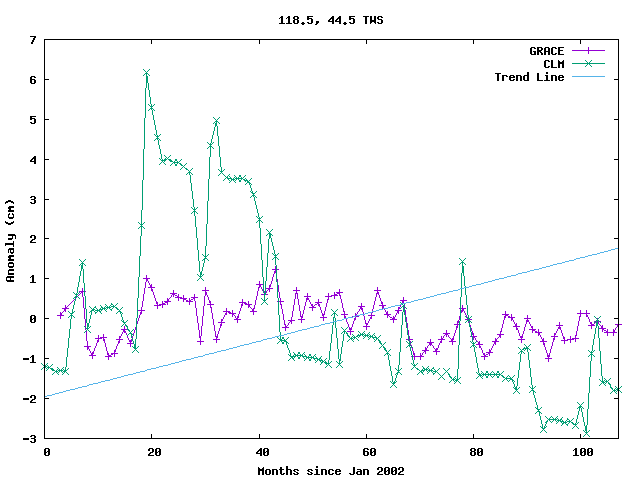 118.5, 44.5 TWS
GRACE
CLM
Trend Line
7
6
5
4
3
2
1
0
-1
-2
-3
Anomaly (cm)
0 20 40 60 80 100
Months since Jan 2002